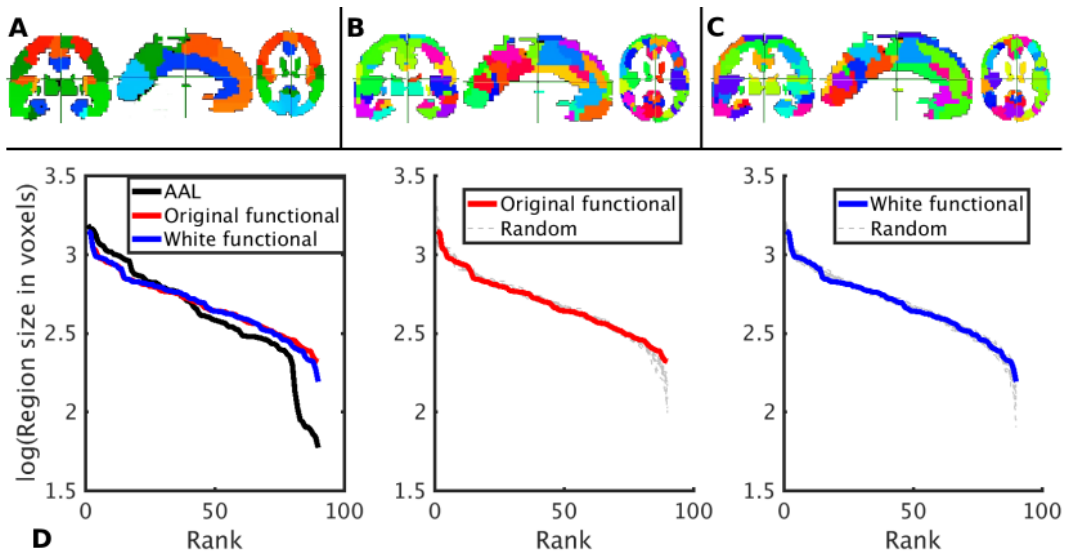 A
B
C
log(Region size in voxels)
3.5
3
2.5
2
1.5
AAL
Original functional
White functional
0
50
100
Rank
3.5
3
2.5
2
1.5
Original functional
Random
0
50
100
Rank
3.5
3
2.5
2
1.5
White functional
Random
0
50
100
Rank
D